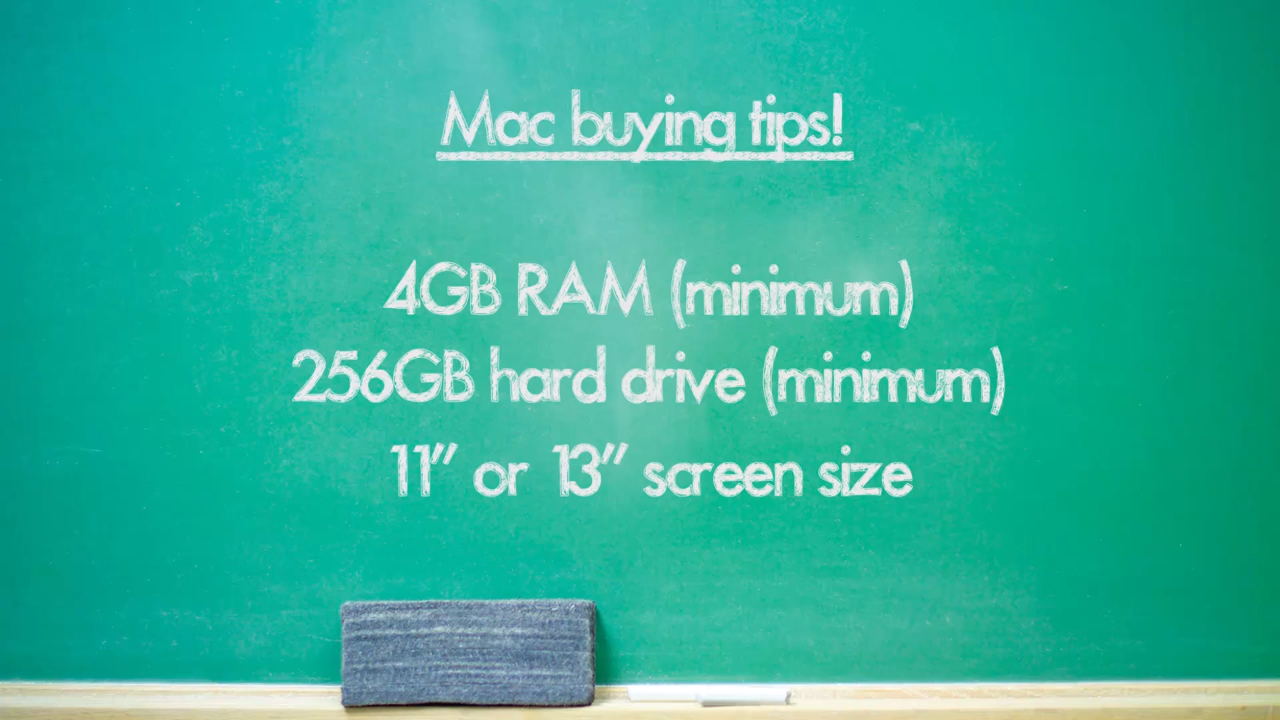 Mac buying tips!
4GB RAM (minimum)
256GB hard drive (minimum)
11" or 13" screen size